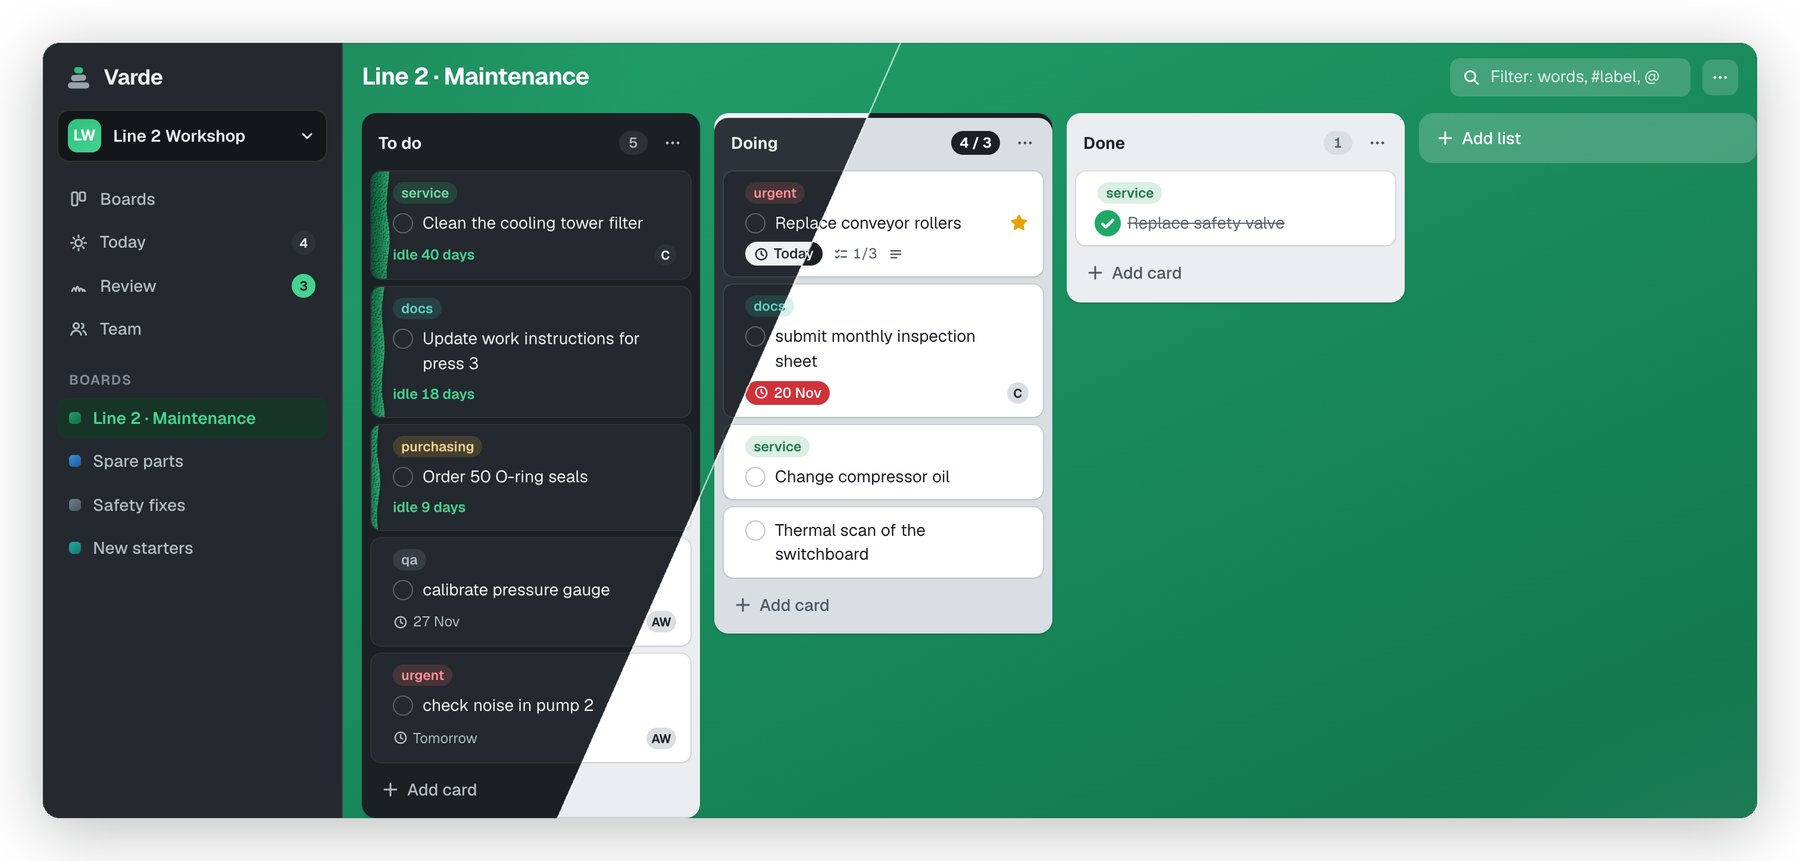 Varde
LW Line 2 Workshop
Boards
Today 4
Review 3
Team
BOARDS
Line 2 · Maintenance
Spare parts
Safety fixes
New starters
Line 2 · Maintenance
Filter: words, #label, @
To do 5
service
Clean the cooling tower filter
idle 40 days C
docs
Update work instructions for
press 3
idle 18 days
purchasing
Order 50 O-ring seals
idle 9 days
qa
calibrate pressure gauge
27 Nov AW
urgent
check noise in pump 2
Tomorrow AW
+ Add card
Doing 4 / 3
urgent
Replace conveyor rollers
Today 1/3
docs
submit monthly inspection
sheet
20 Nov C
service
Change compressor oil
Thermal scan of the
switchboard
+ Add card
Done 1
service
Replace safety valve
+ Add card
+ Add list